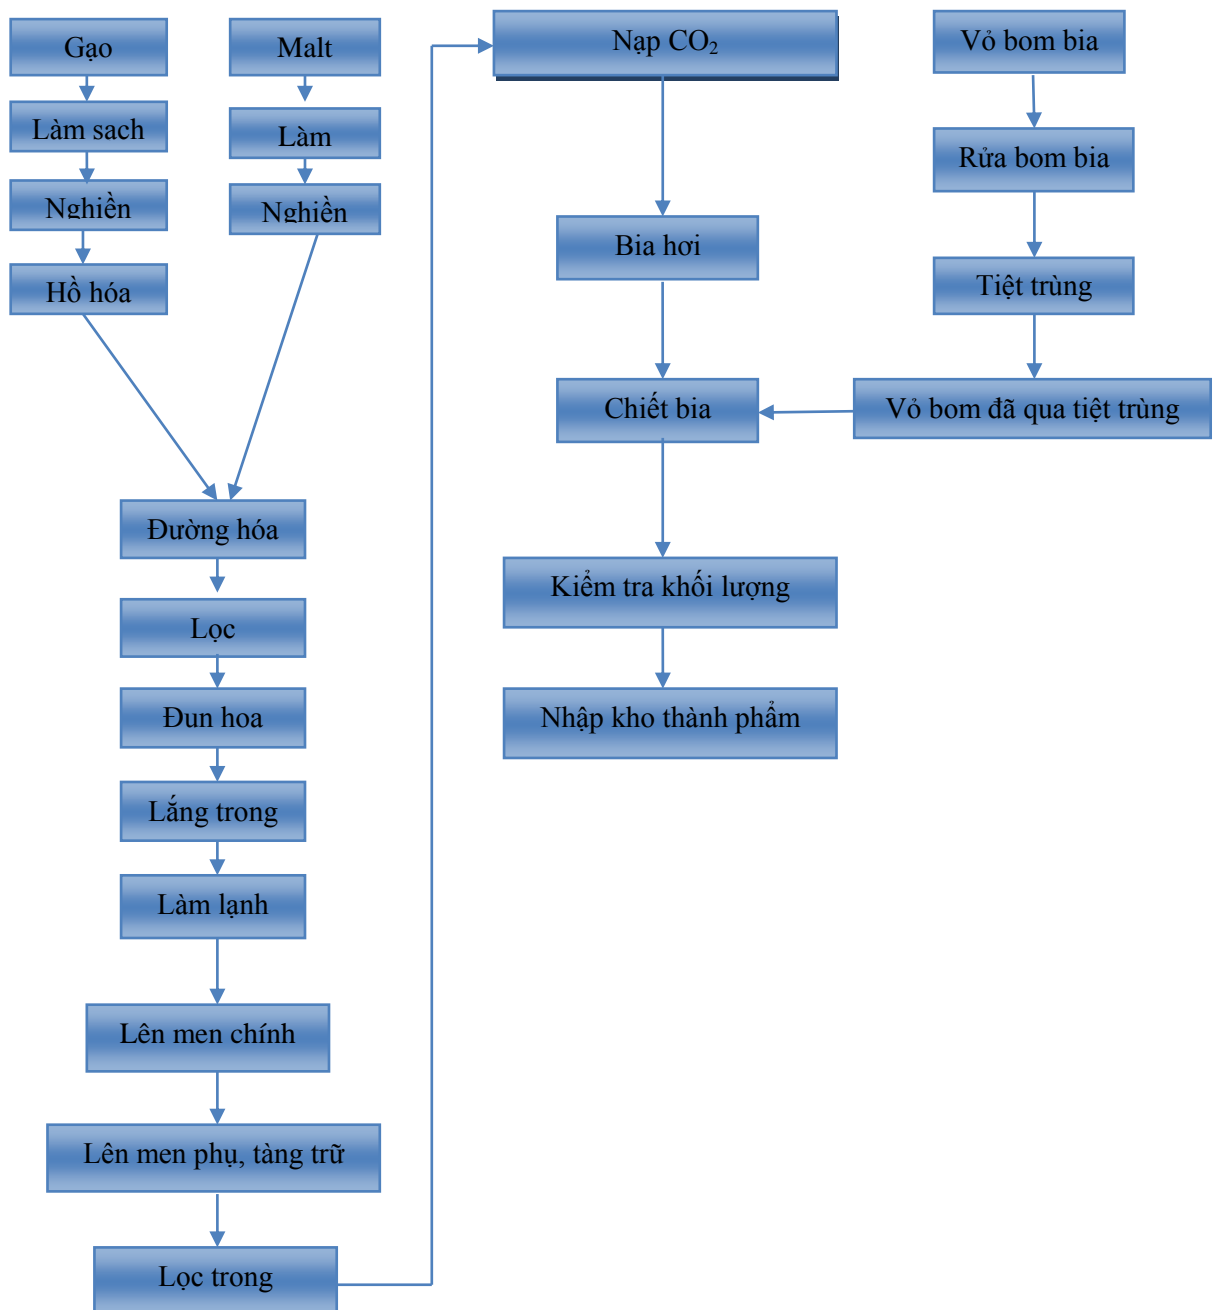 Gạo
Làm sach
Nghiền
Hồ hóa
Malt
Làm
Nghiền
Đường hóa
Lọc
Đun hoa
Lắng trong
Làm lạnh
Lên men chính
Lên men phụ, tàng trữ
Lọc trong
Nạp CO₂
Bia hơi
Chiết bia
Kiểm tra khối lượng
Nhập kho thành phẩm
Vỏ bom bia
Rửa bom bia
Tiệt trùng
Vỏ bom đã qua tiệt trùng